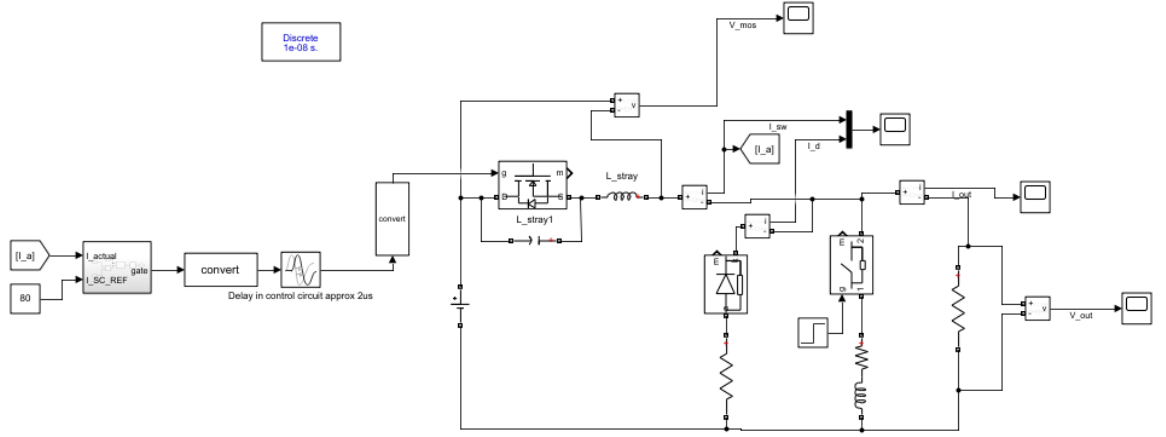 Discrete
1e-08 s.
V_mos
+
-
v
I_sw
[I_a]
I_d
g
m
D
S
L_stray
L_stray1
+
-
i
+
-
i
I_out
+
-
i
convert
[I_a]
I_actual
gate
I_SC_REF
80
convert
Delay in control circuit approx 2us
+
m
m
2
g
1
+
-
v
V_out